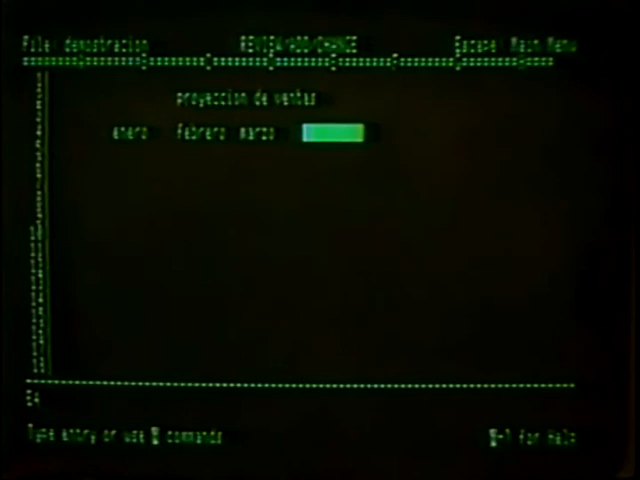 File: demostracion REVIEW/ADD/CHANGE Escape: Main Menu
proyeccion de ventas
enero febrero marzo
E4
Type entry or use commands -? for Help